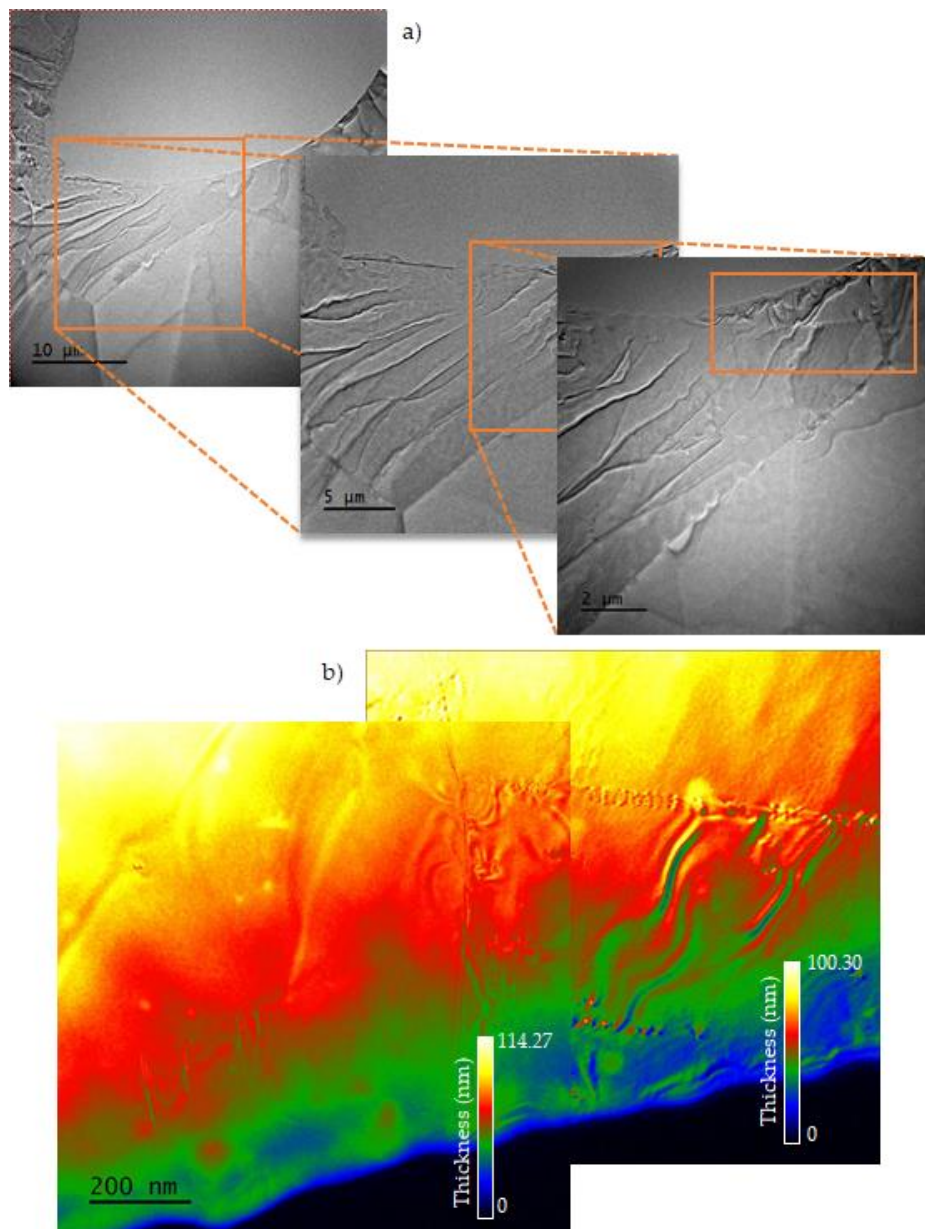 a)
10 μm
5 μm
2 μm
b)
200 nm
Thickness (nm)
114.27
0
Thickness (nm)
100.30
0